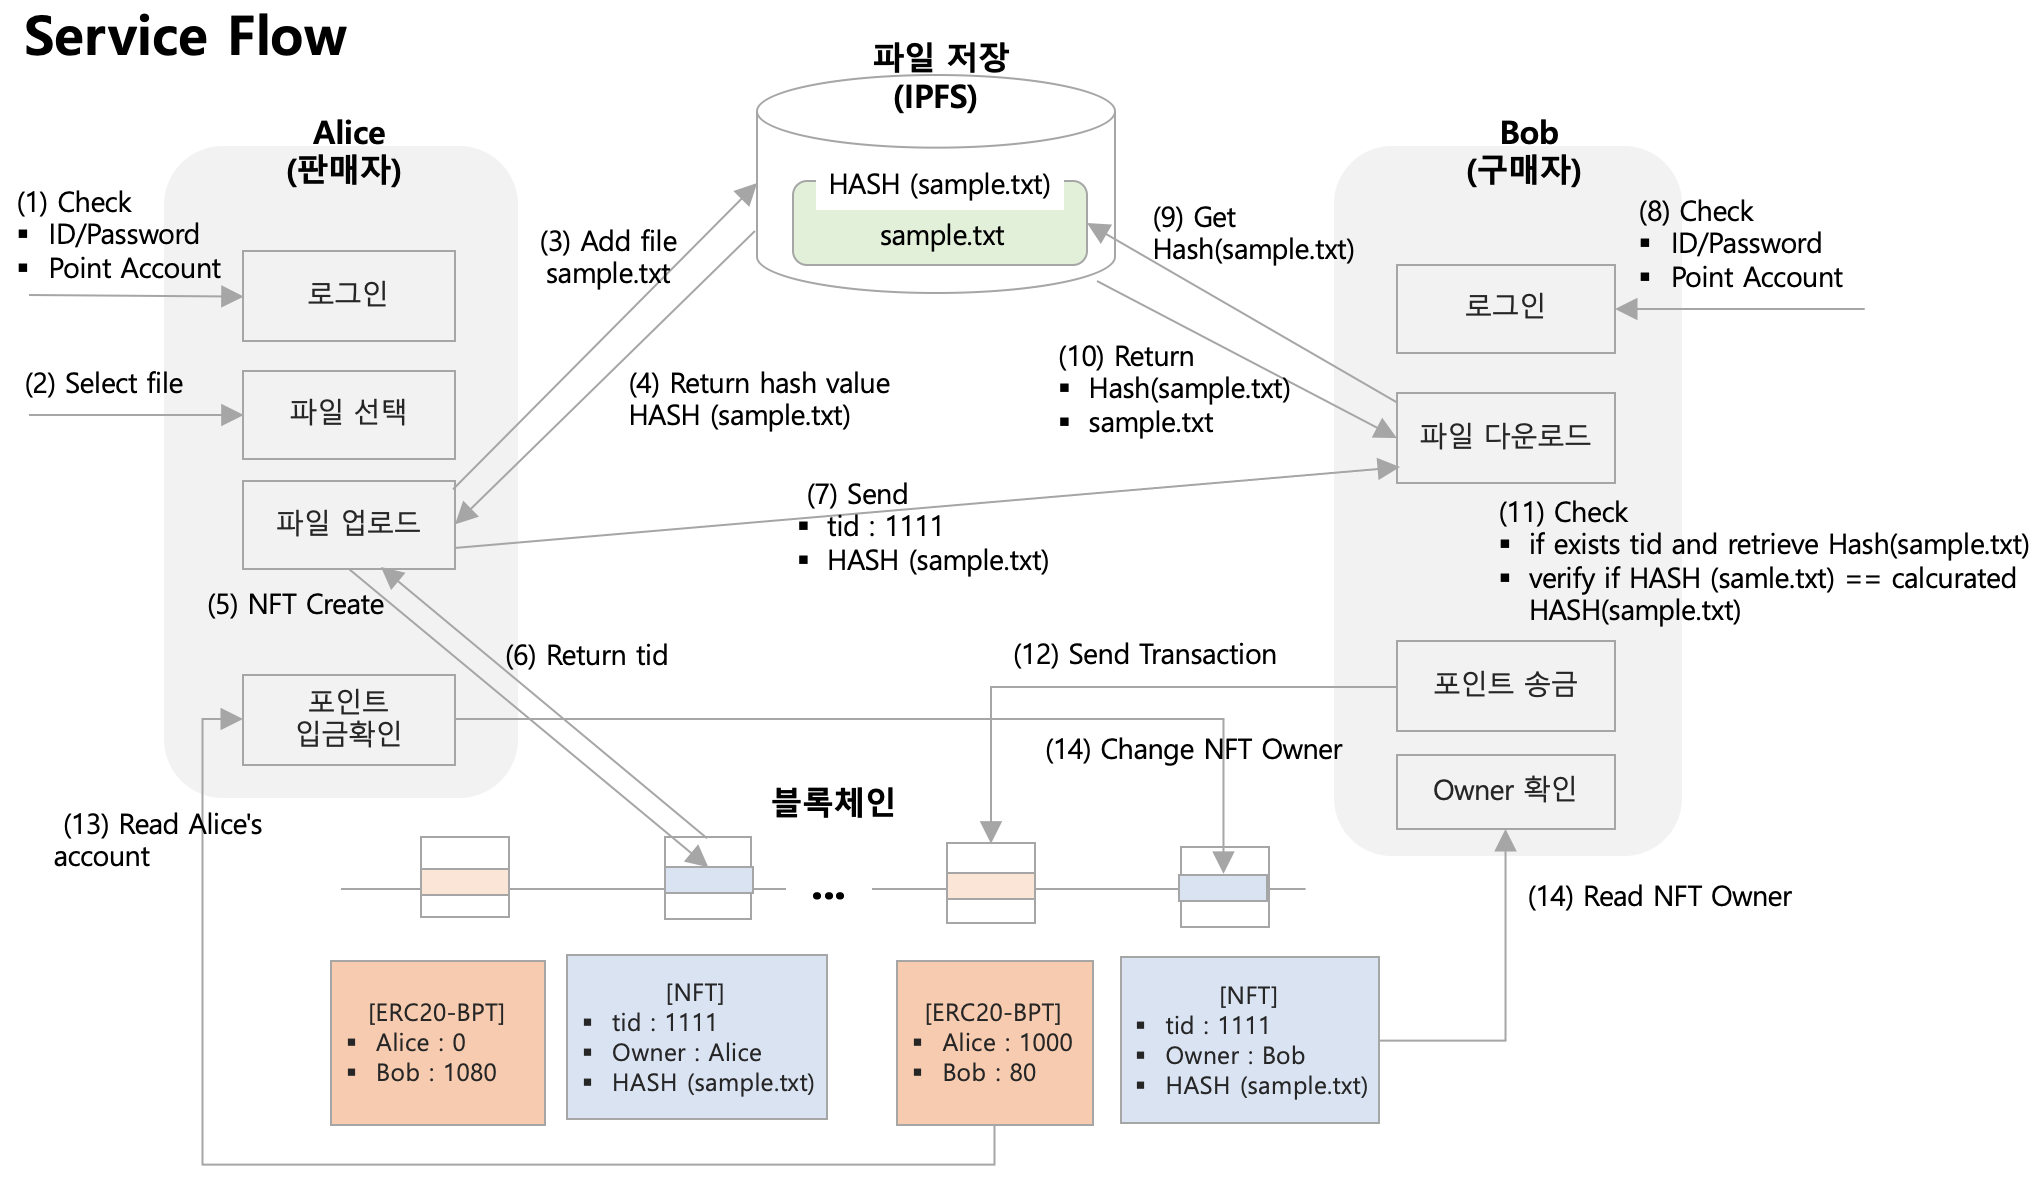 Service Flow
파일 저장
(IPFS)
HASH (sample.txt)
sample.txt
Alice
(판매자)
(1) Check
▪ ID/Password
▪ Point Account
로그인
(2) Select file
파일 선택
파일 업로드
(3) Add file
sample.txt
(4) Return hash value
HASH (sample.txt)
(5) NFT Create
(6) Return tid
(7) Send
▪ tid : 1111
▪ HASH (sample.txt)
Bob
(구매자)
(8) Check
▪ ID/Password
▪ Point Account
로그인
(9) Get
Hash(sample.txt)
(10) Return
▪ Hash(sample.txt)
▪ sample.txt
파일 다운로드
(11) Check
▪ if exists tid and retrieve Hash(sample.txt)
▪ verify if HASH (samle.txt) == calcurated
HASH(sample.txt)
(12) Send Transaction
포인트 송금
포인트
입금확인
(14) Change NFT Owner
Owner 확인
(13) Read Alice's
account
블록체인
...
(14) Read NFT Owner
[ERC20-BPT]
▪ Alice : 0
▪ Bob : 1080
[NFT]
▪ tid : 1111
▪ Owner : Alice
▪ HASH (sample.txt)
[ERC20-BPT]
▪ Alice : 1000
▪ Bob : 80
[NFT]
▪ tid : 1111
▪ Owner : Bob
▪ HASH (sample.txt)